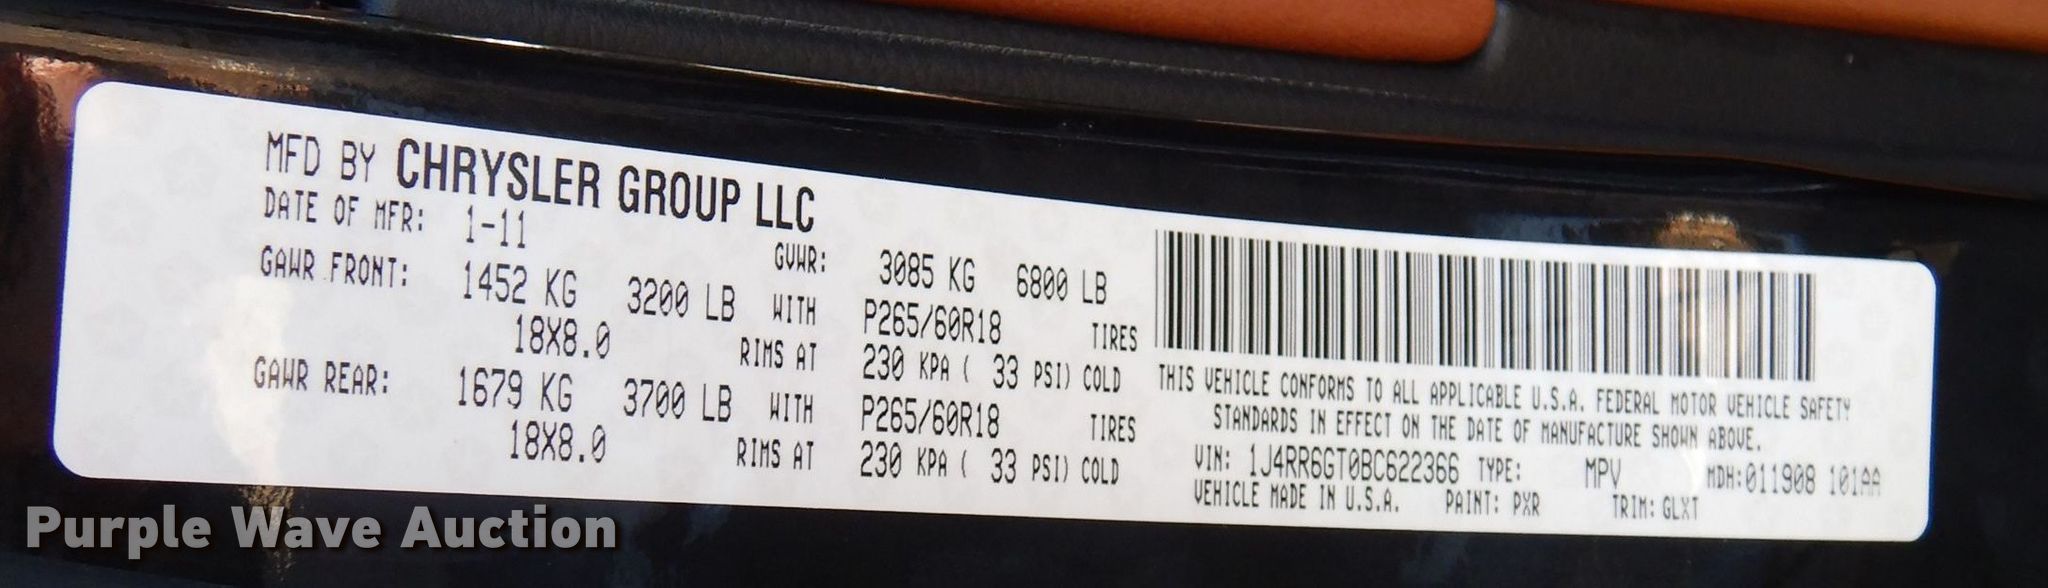 MFD BY CHRYSLER GROUP LLC
DATE OF MFR: 1-11 GVWR: 3085 KG 6800 LB
GAWR FRONT: 1452 KG 3200 LB WITH P265/60R18 TIRES
18X8.0 RIMS AT 230 KPA ( 33 PSI) COLD
GAWR REAR: 1679 KG 3700 LB WITH P265/60R18 TIRES
18X8.0 RIMS AT 230 KPA ( 33 PSI) COLD
THIS VEHICLE CONFORMS TO ALL APPLICABLE U.S.A. FEDERAL MOTOR VEHICLE SAFETY
STANDARDS IN EFFECT ON THE DATE OF MANUFACTURE SHOWN ABOVE.
VIN: 1J4RR6GT0BC622366 TYPE: MPV MDH:011908 101AA
VEHICLE MADE IN U.S.A. PAINT: PXR TRIM: GLXT
Purple Wave Auction